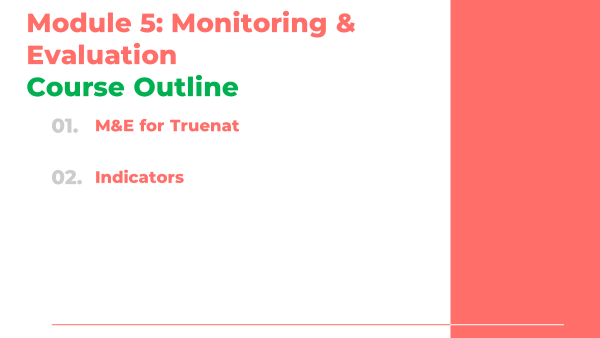 Module 5: Monitoring &
Evaluation
Course Outline
01. M&E for Truenat
02. Indicators